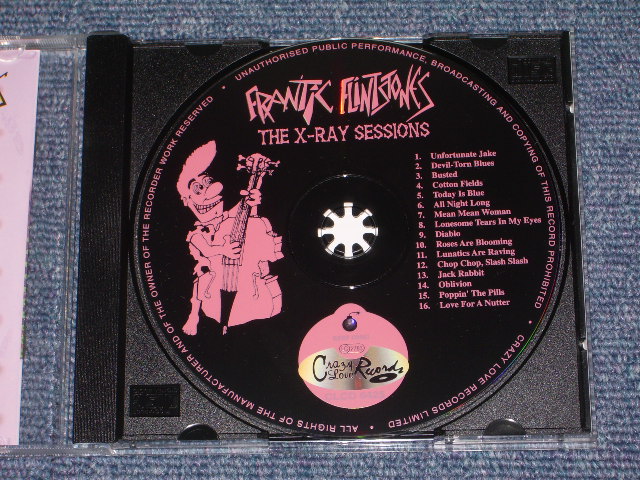 FRANTIC FLINTSTONES
THE X-RAY SESSIONS
1. Unfortunate Jake
2. Devil-Torn Blues
3. Busted
4. Cotton Fields
5. Today Is Blue
6. All Night Long
7. Mean Mean Woman
8. Lonesome Tears In My Eyes
9. Diablo
10. Roses Are Blooming
11. Lunatics Are Raving
12. Chop Chop, Slash Slash
13. Jack Rabbit
14. Oblivion
15. Poppin' The Pills
16. Love For A Nutter
Crazy Love Records
· ALL RIGHTS OF THE MANUFACTURER AND OF THE OWNER OF THE RECORDER WORK RESERVED · UNAUTHORISED PUBLIC PERFORMANCE, BROADCASTING AND COPYING OF THIS RECORD PROHIBITED. · CRAZY LOVE RECORDS LIMITED